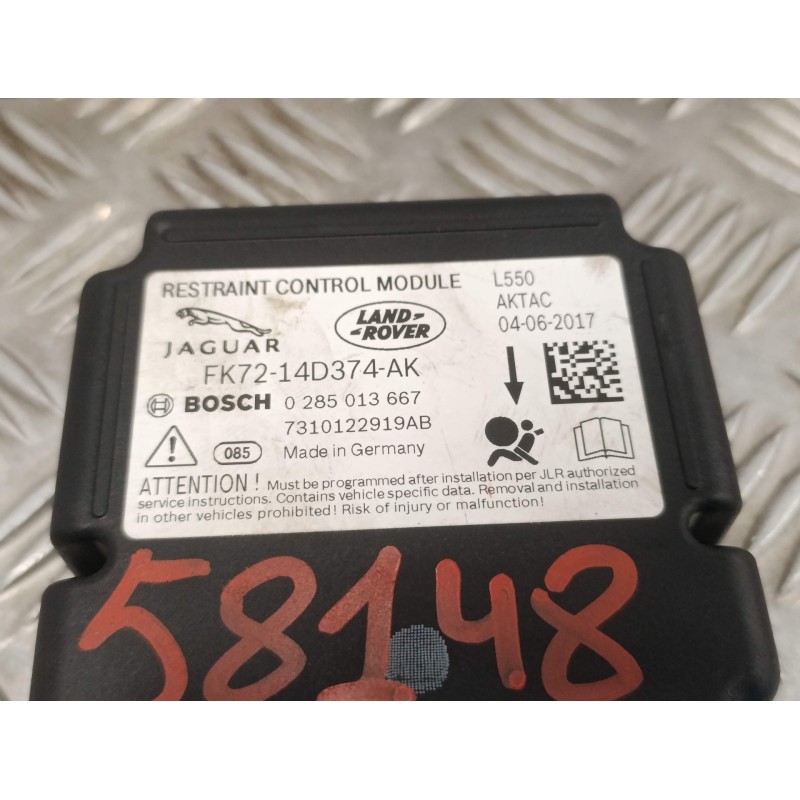 RESTRAINT CONTROL MODULE L550
AKTAC
JAGUAR LAND ROVER 04-06-2017
FK72-14D374-AK
BOSCH 0 285 013 667
7310122919AB
085 Made in Germany
ATTENTION! Must be programmed after installation per JLR authorized
service instructions. Contains vehicle specific data. Removal and installation
in other vehicles prohibited! Risk of injury or malfunction!
58148